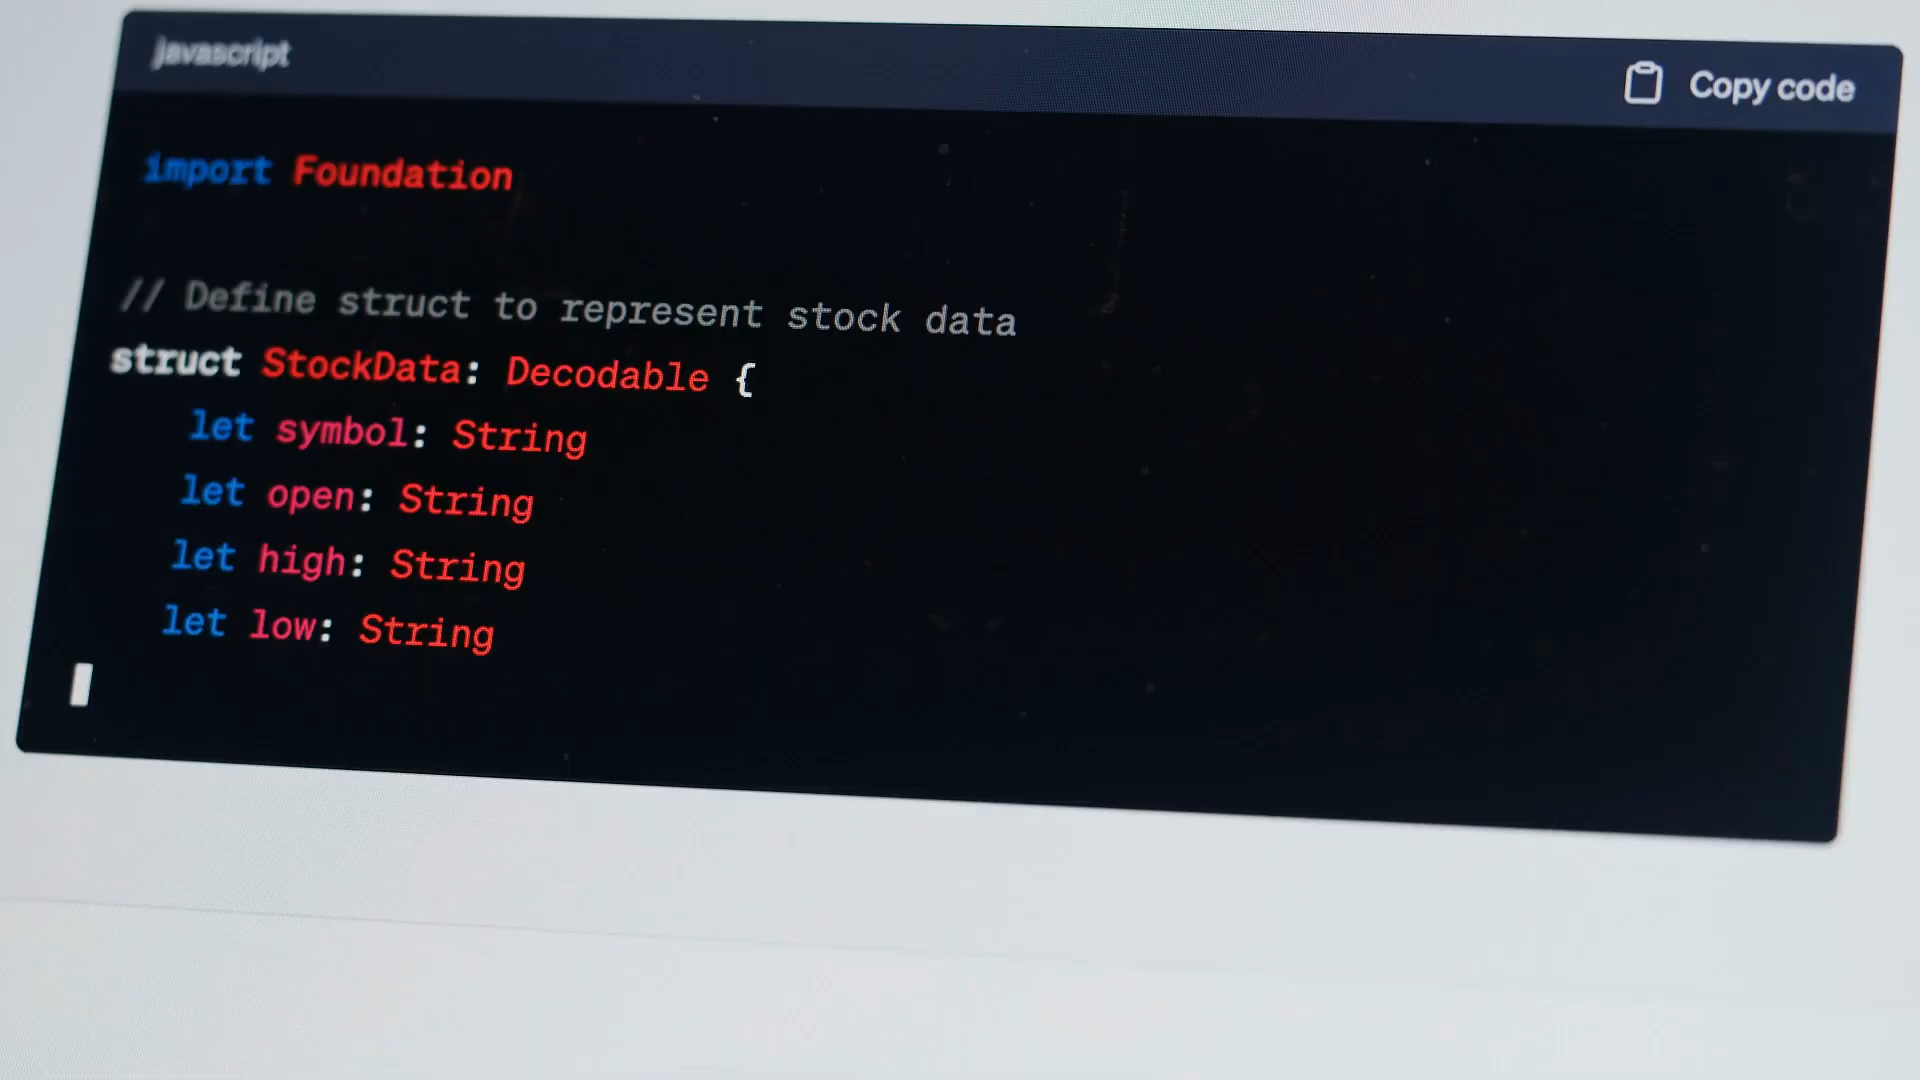 javascript
Copy code
import Foundation
// Define struct to represent stock data
struct StockData: Decodable {
let symbol: String
let open: String
let high: String
let low: String